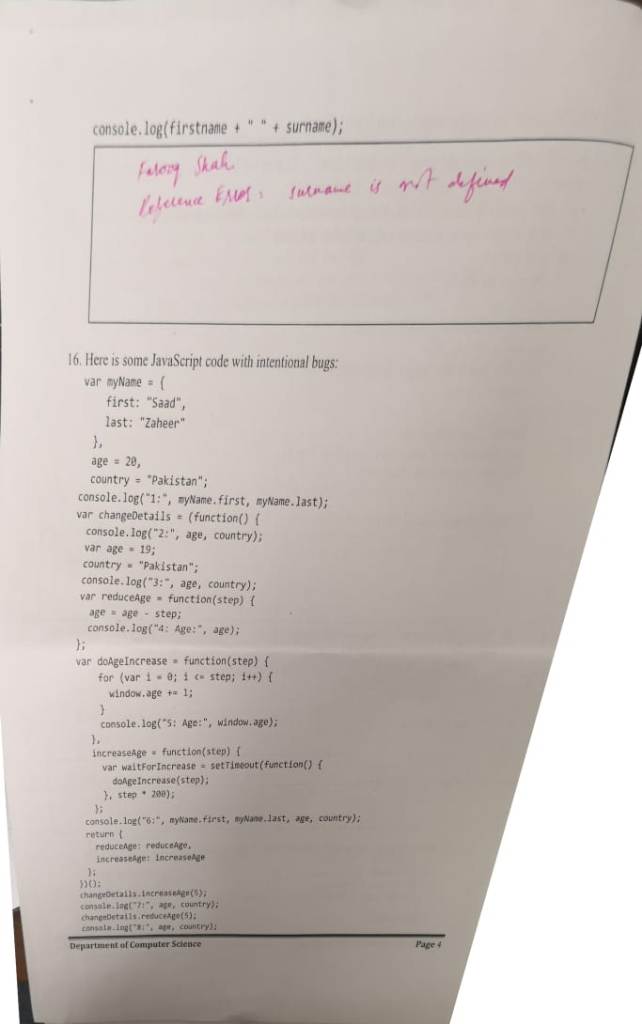 console.log(firstname + " " + surname);
Farooq Shah
Reference Error: surname is not defined
16. Here is some JavaScript code with intentional bugs:
var myName = {
first: "Saad",
last: "Zaheer"
},
age = 20,
country = "Pakistan";
console.log("1:", myName.first, myName.last);
var changeDetails = (function() {
console.log("2:", age, country);
var age = 19;
country = "Pakistan";
console.log("3:", age, country);
var reduceAge = function(step) {
age = age - step;
console.log("4: Age:", age);
};
var doAgeIncrease = function(step) {
for (var i = 0; i <= step; i++) {
window.age += 1;
}
console.log("5: Age:", window.age);
},
increaseAge = function(step) {
var waitForIncrease = setTimeout(function() {
doAgeIncrease(step);
}, step * 200);
};
console.log("6:", myName.first, myName.last, age, country);
return {
reduceAge: reduceAge,
increaseAge: increaseAge
};
})();
changeDetails.increaseAge(5);
console.log("7:", age, country);
changeDetails.reduceAge(5);
console.log("8:", age, country);
Department of Computer Science
Page 4